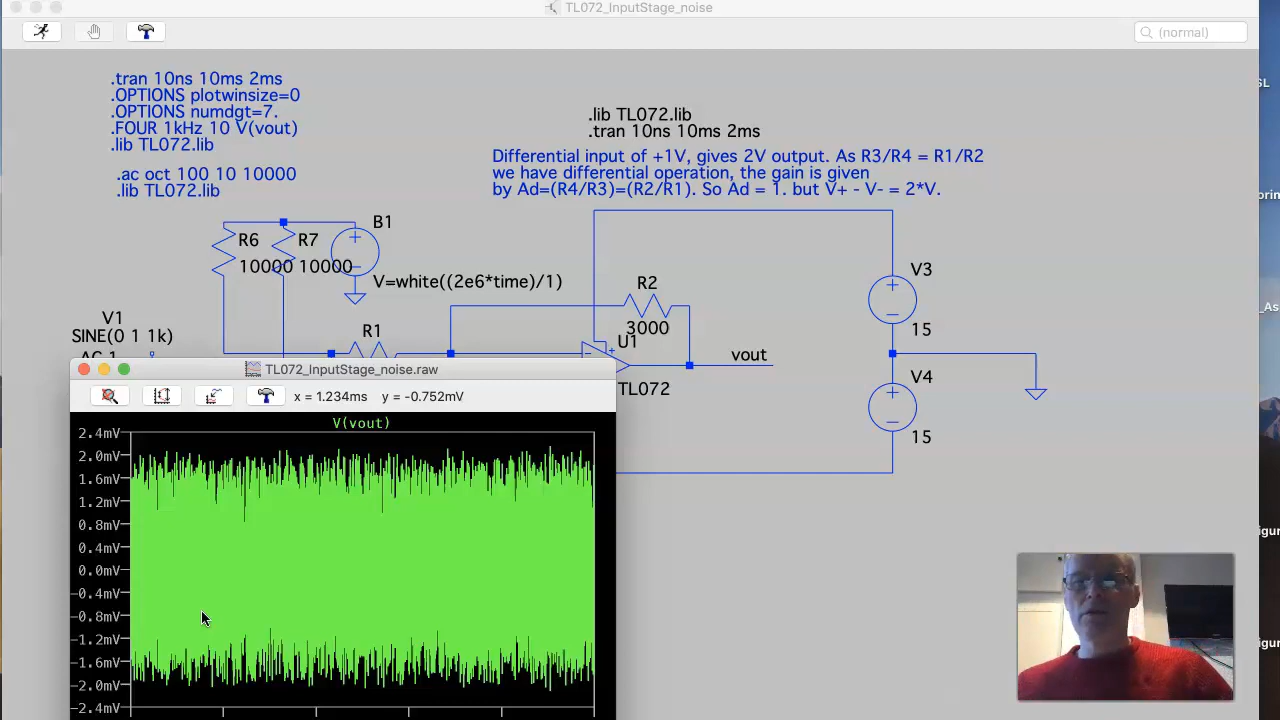 TL072_InputStage_noise
(normal)
.tran 10ns 10ms 2ms
.OPTIONS plotwinsize=0
.OPTIONS numdgt=7.
.FOUR 1kHz 10 V(vout)
.lib TL072.lib
.ac oct 100 10 10000
.lib TL072.lib
.lib TL072.lib
.tran 10ns 10ms 2ms
Differential input of +1V, gives 2V output. As R3/R4 = R1/R2
we have differential operation, the gain is given
by Ad=(R4/R3)=(R2/R1). So Ad = 1. but V+ - V- = 2*V.
B1
R6
R7
10000 10000
V=white((2e6*time)/1)
V1
SINE(0 1 1k)
AC 1
R1
R2
3000
U1
TL072
vout
V3
15
V4
15
TL072_InputStage_noise.raw
x = 1.234ms y = -0.752mV
V(vout)
2.4mV
2.0mV
1.6mV
1.2mV
0.8mV
0.4mV
0.0mV
-0.4mV
-0.8mV
-1.2mV
-1.6mV
-2.0mV
-2.4mV
SL
_As